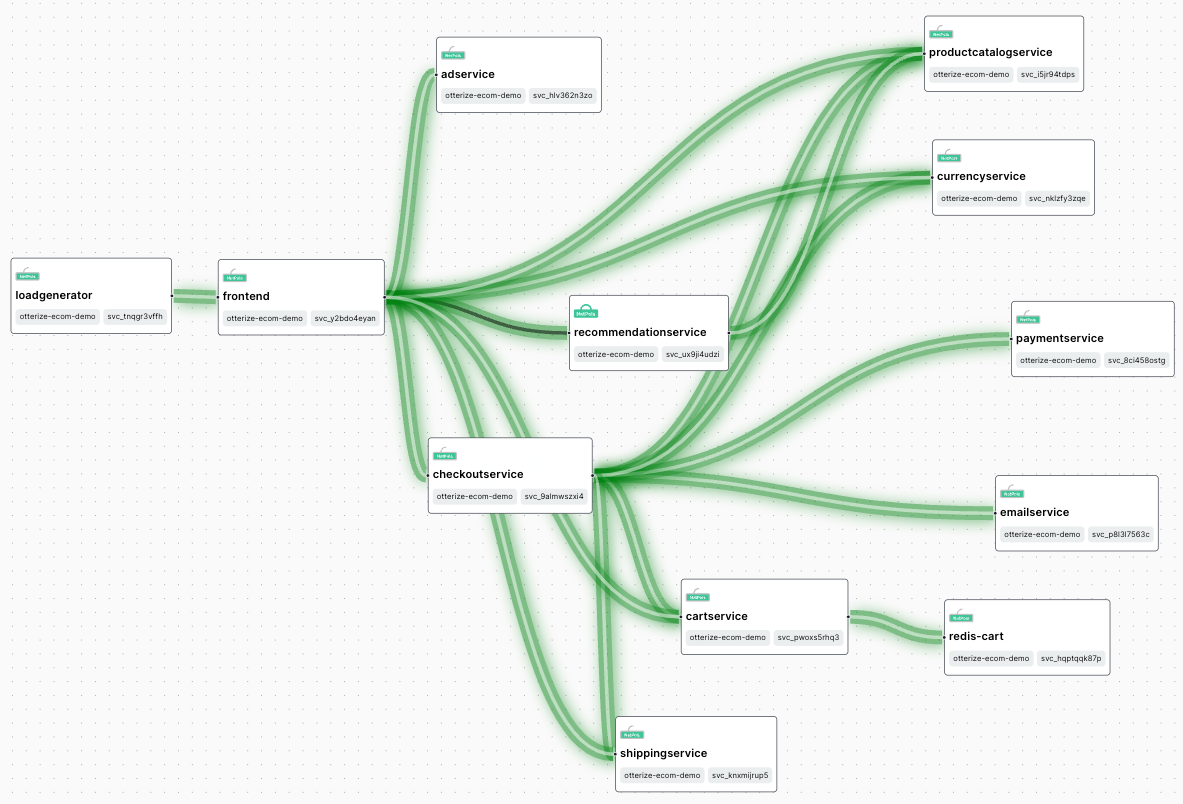 NetPols
adservice
otterize-ecom-demo svc_hlv362n3zo
NetPols
productcatalogservice
otterize-ecom-demo svc_i5jr94tdps
NetPols
currencyservice
otterize-ecom-demo svc_nklzfy3zqe
NetPols
loadgenerator
otterize-ecom-demo svc_tnqgr3vffh
NetPols
frontend
otterize-ecom-demo svc_y2bdo4eyan
NetPols
recommendationservice
otterize-ecom-demo svc_ux9ji4udzi
NetPols
paymentservice
otterize-ecom-demo svc_8ci458ostg
NetPols
checkoutservice
otterize-ecom-demo svc_9almwszxi4
NetPols
emailservice
otterize-ecom-demo svc_p8l3l7563c
NetPols
cartservice
otterize-ecom-demo svc_pwoxs5rhq3
NetPols
redis-cart
otterize-ecom-demo svc_hqptqqk87p
NetPols
shippingservice
otterize-ecom-demo svc_knxmijrup5